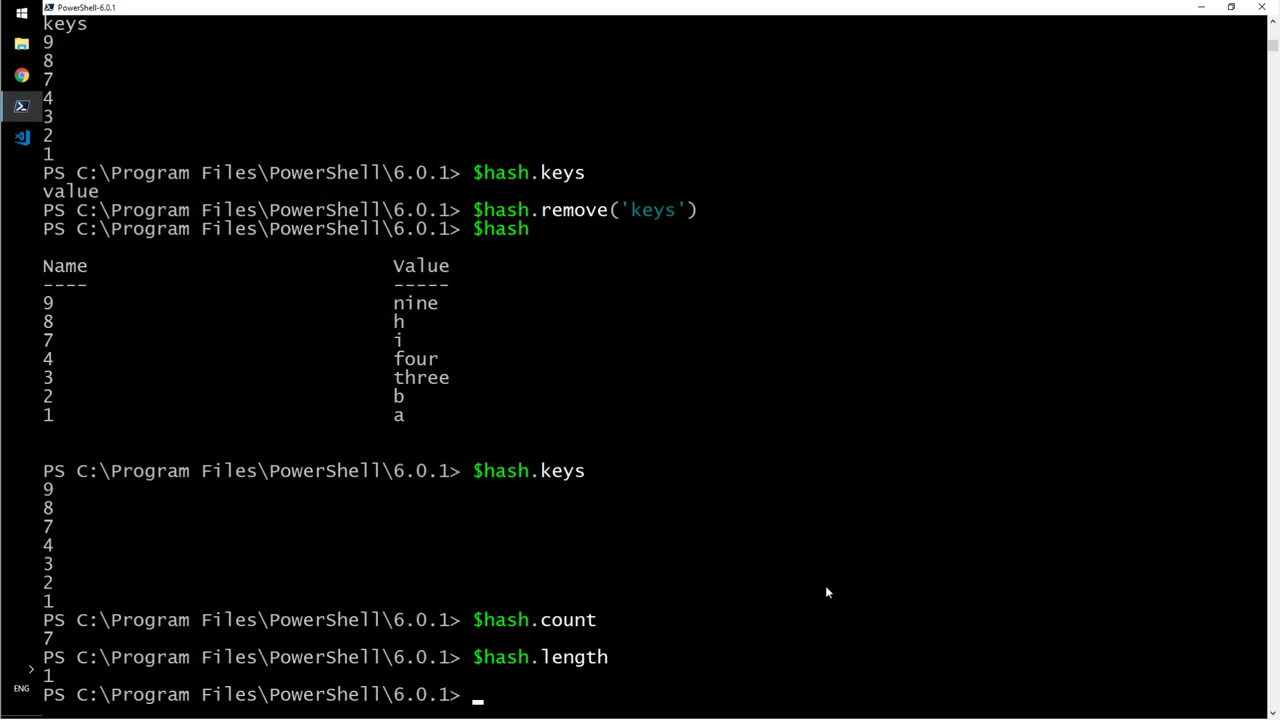 PowerShell-6.0.1
keys
9
8
7
4
3
2
1
PS C:\Program Files\PowerShell\6.0.1> $hash.keys
value
PS C:\Program Files\PowerShell\6.0.1> $hash.remove('keys')
PS C:\Program Files\PowerShell\6.0.1> $hash
Name Value
---- -----
9 nine
8 h
7 i
4 four
3 three
2 b
1 a
PS C:\Program Files\PowerShell\6.0.1> $hash.keys
9
8
7
4
3
2
1
PS C:\Program Files\PowerShell\6.0.1> $hash.count
7
PS C:\Program Files\PowerShell\6.0.1> $hash.length
1
ENG
PS C:\Program Files\PowerShell\6.0.1>